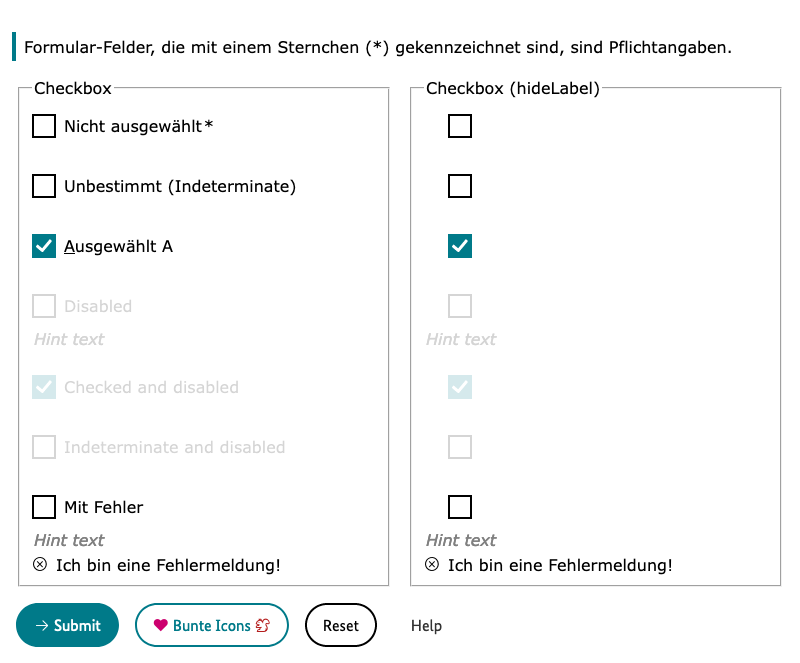 Formular-Felder, die mit einem Sternchen (*) gekennzeichnet sind, sind Pflichtangaben.
Checkbox
Nicht ausgewählt*
Unbestimmt (Indeterminate)
Ausgewählt A
Disabled
Hint text
Checked and disabled
Indeterminate and disabled
Mit Fehler
Hint text
Ich bin eine Fehlermeldung!
Checkbox (hideLabel)
Hint text
Hint text
Ich bin eine Fehlermeldung!
Submit
Bunte Icons
Reset
Help